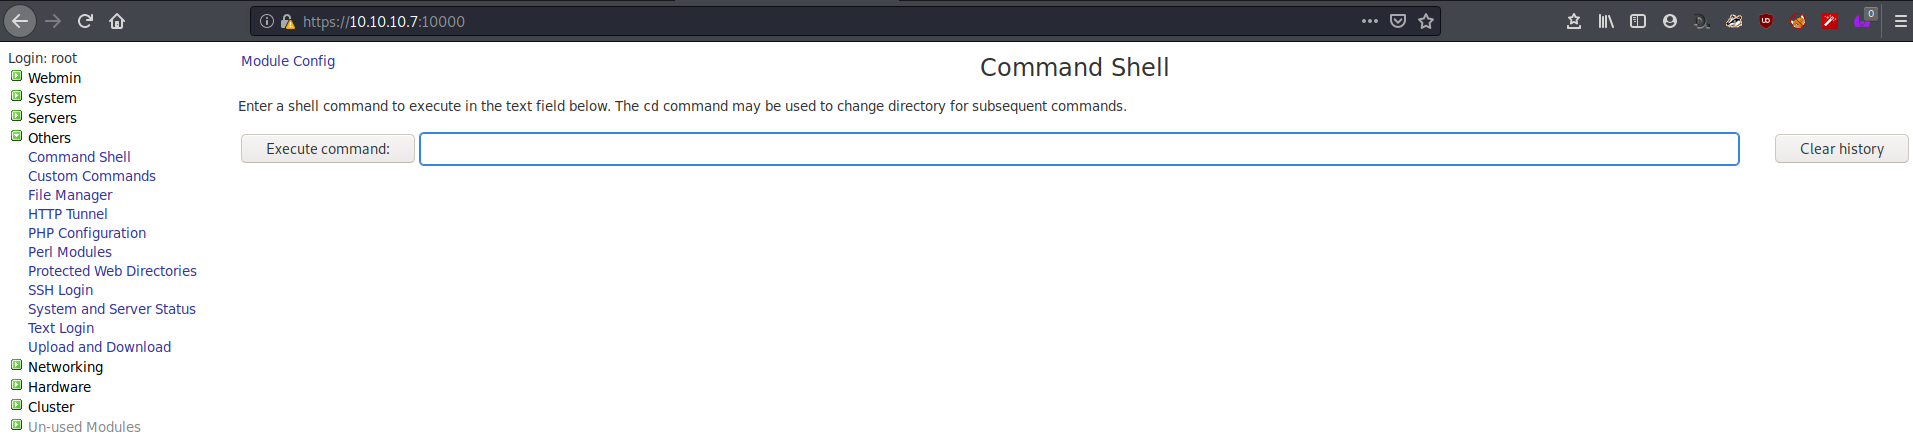 https://10.10.10.7:10000
0
Login: root
Webmin
System
Servers
Others
Command Shell
Custom Commands
File Manager
HTTP Tunnel
PHP Configuration
Perl Modules
Protected Web Directories
SSH Login
System and Server Status
Text Login
Upload and Download
Networking
Hardware
Cluster
Un-used Modules
Module Config
Command Shell
Enter a shell command to execute in the text field below. The cd command may be used to change directory for subsequent commands.
Execute command:
Clear history